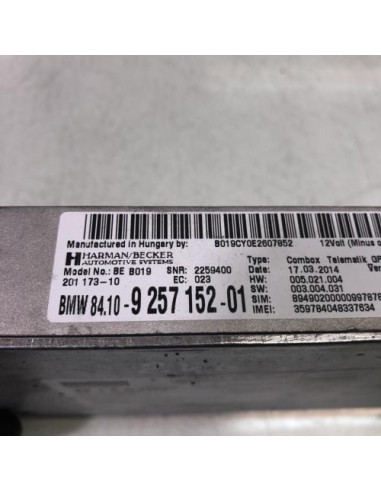 Manufactured in Hungary by: B019CY0E2607852 12Volt (Minus
HARMAN/BECKER
AUTOMOTIVE SYSTEMS
Type: Combox Telematik
Model No.: BE B019 SNR: 2259400 Date: 17.03.2014
201 173-10 EC: 023 HW: 005.021.004
SW: 003.004.031
BMW 84.10- 9 257 152-01
SIM: 8949020000099787
IMEI: 359784048337634